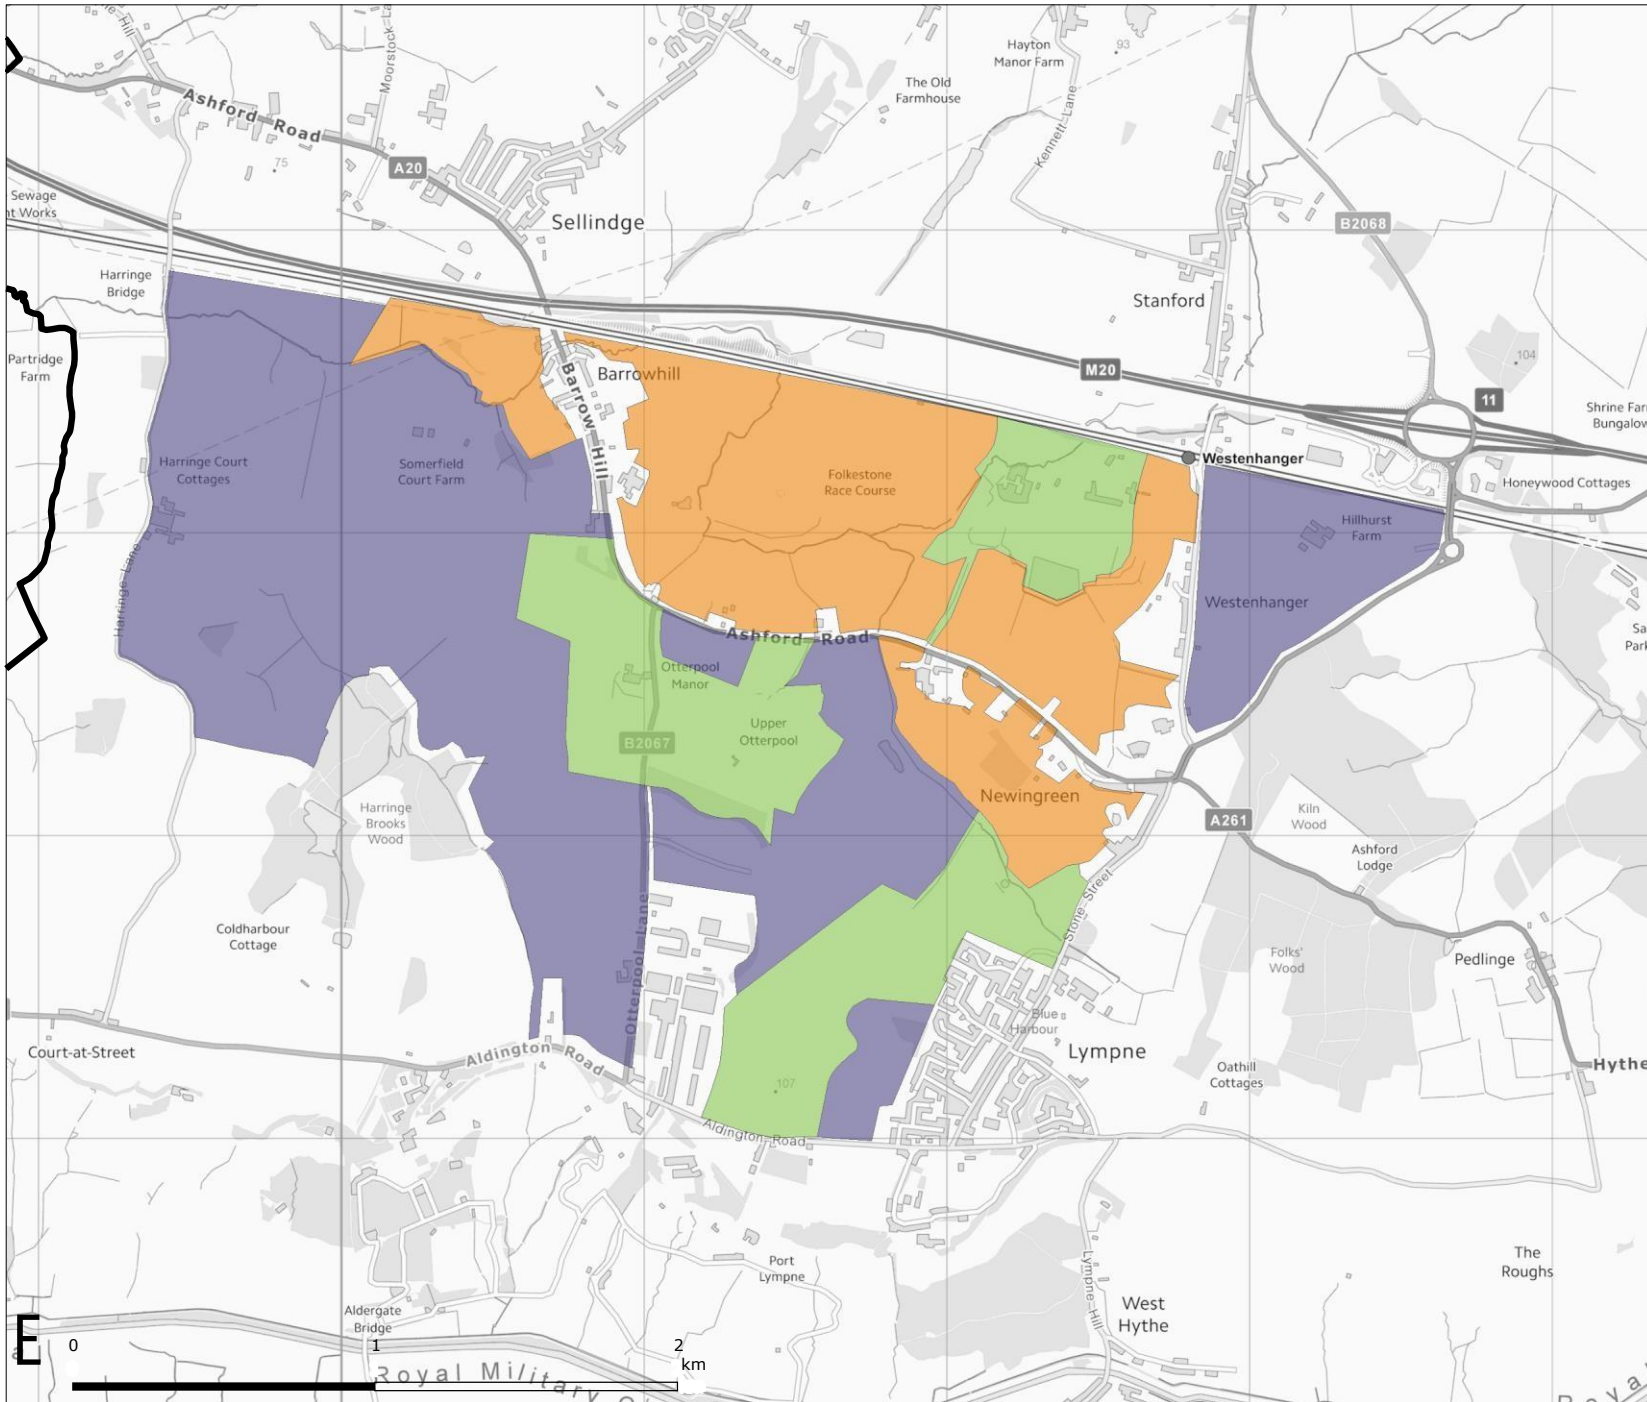 Ashford Road
Moorstock La
93
Hayton
Manor Farm
The Old
Farmhouse
Kennett Lane
75
A20
Sewage
nt Works
Sellindge
B2068
Harringe
Bridge
Stanford
Partridge
Farm
104
M20
11
Barrowhill
Barrow Hill
Shrine Far
Bungalow
Westenhanger
Harringe Court
Cottages
Somerfield
Court Farm
Folkestone
Race Course
Honeywood Cottages
Hillhurst
Farm
Harringe Lane
Westenhanger
Sa
Park
Ashford Road
Otterpool
Manor
Upper
Otterpool
B2067
Newingreen
Harringe
Brooks
Wood
A261
Kiln
Wood
Ashford
Lodge
Stone Street
Coldharbour
Cottage
Otterpool Lane
Folks'
Wood
Pedlinge
Blue
Harbour
Court-at-Street
Aldington Road
Lympne
Oathill
Cottages
Hythe
107
Aldington Road
Port
Lympne
The
Roughs
Lympne Hill
West
Hythe
Aldergate
Bridge
E
0
1
2
km
Royal Military